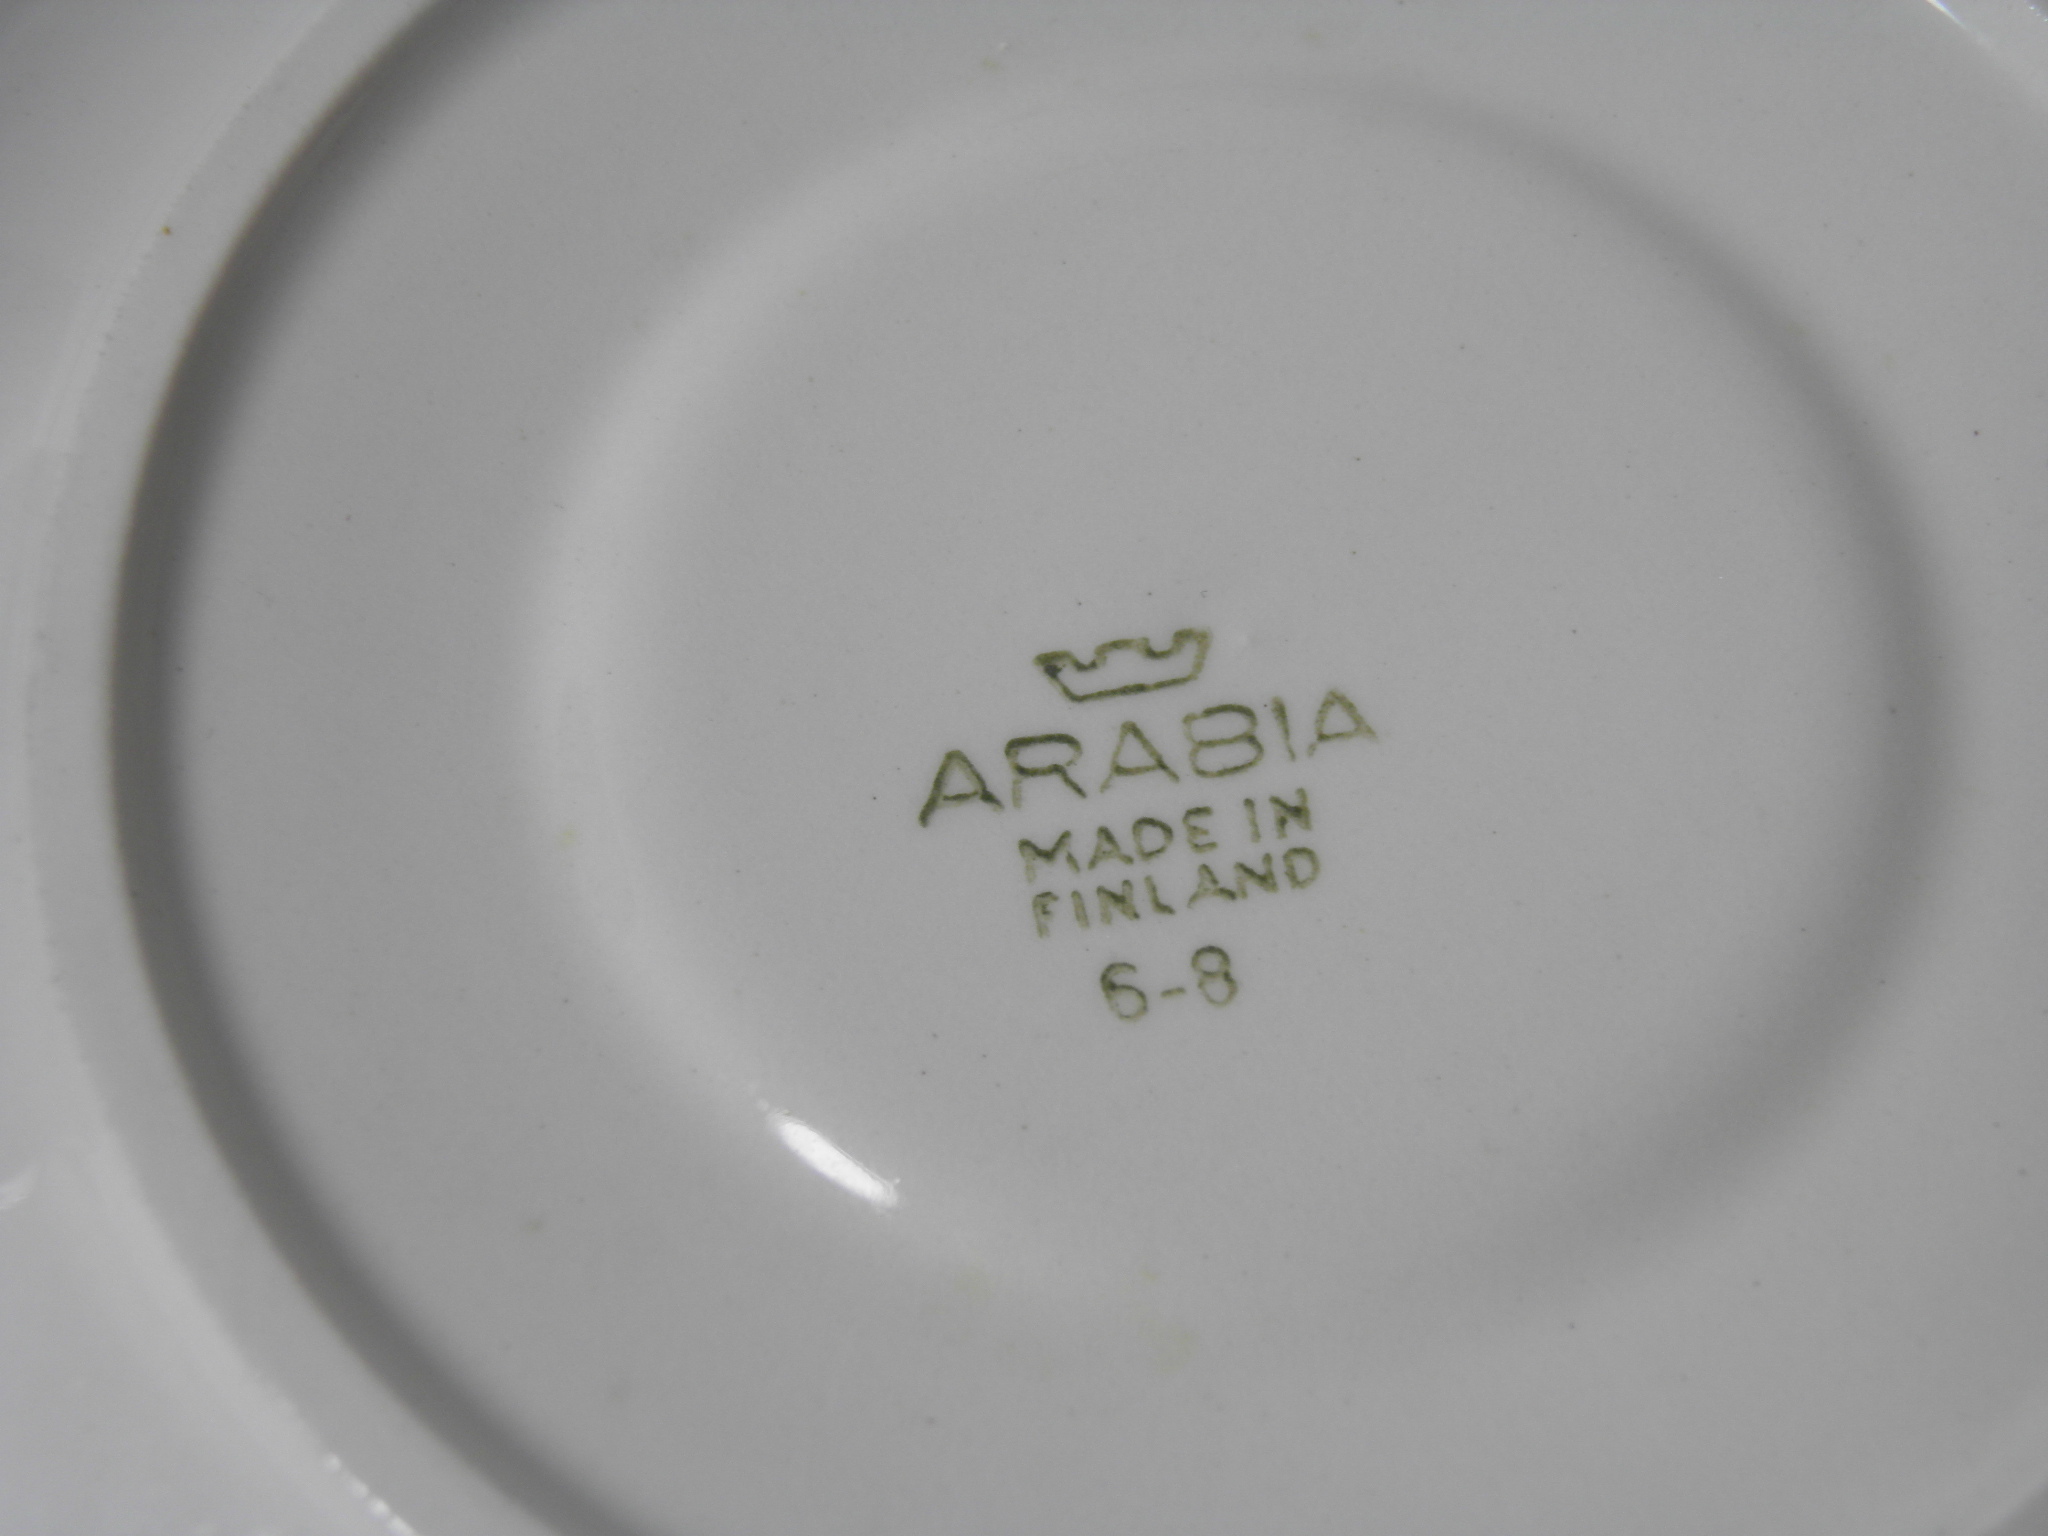 ARABIA
MADE IN
FINLAND
6-8